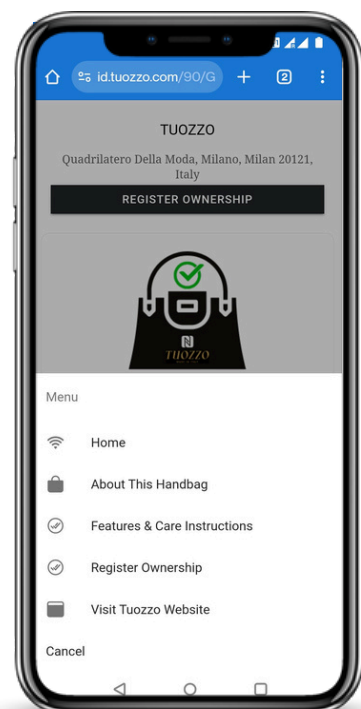 id.tuozzo.com/90/G
2
TUOZZO
Quadrilatero Della Moda, Milano, Milan 20121,
Italy
REGISTER OWNERSHIP
N
TUOZZO
Menu
Home
About This Handbag
Features & Care Instructions
Register Ownership
Visit Tuozzo Website
Cancel